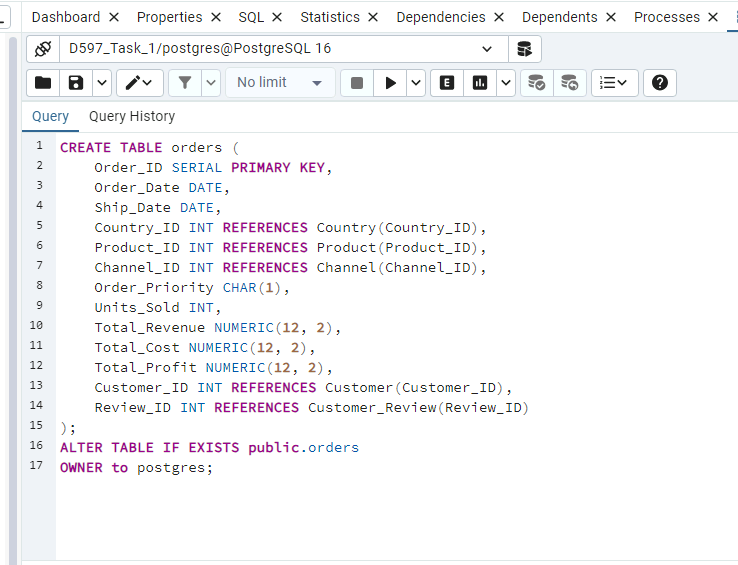 Dashboard Properties SQL Statistics Dependencies Dependents Processes
D597_Task_1/postgres@PostgreSQL 16
No limit E
Query Query History
1 CREATE TABLE orders (
2 Order_ID SERIAL PRIMARY KEY,
3 Order_Date DATE,
4 Ship_Date DATE,
5 Country_ID INT REFERENCES Country(Country_ID),
6 Product_ID INT REFERENCES Product(Product_ID),
7 Channel_ID INT REFERENCES Channel(Channel_ID),
8 Order_Priority CHAR(1),
9 Units_Sold INT,
10 Total_Revenue NUMERIC(12, 2),
11 Total_Cost NUMERIC(12, 2),
12 Total_Profit NUMERIC(12, 2),
13 Customer_ID INT REFERENCES Customer(Customer_ID),
14 Review_ID INT REFERENCES Customer_Review(Review_ID)
15 );
16 ALTER TABLE IF EXISTS public.orders
17 OWNER to postgres;